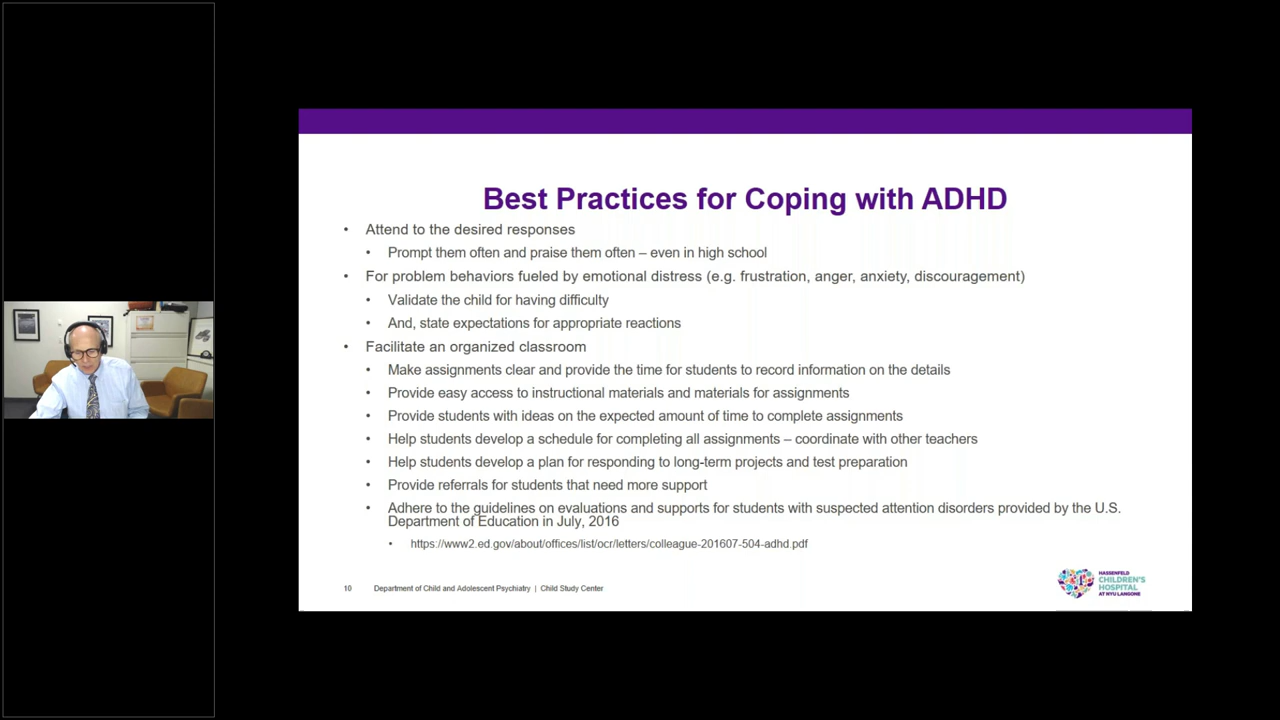 Best Practices for Coping with ADHD
• Attend to the desired responses
• Prompt them often and praise them often – even in high school
• For problem behaviors fueled by emotional distress (e.g. frustration, anger, anxiety, discouragement)
• Validate the child for having difficulty
• And, state expectations for appropriate reactions
• Facilitate an organized classroom
• Make assignments clear and provide the time for students to record information on the details
• Provide easy access to instructional materials and materials for assignments
• Provide students with ideas on the expected amount of time to complete assignments
• Help students develop a schedule for completing all assignments – coordinate with other teachers
• Help students develop a plan for responding to long-term projects and test preparation
• Provide referrals for students that need more support
• Adhere to the guidelines on evaluations and supports for students with suspected attention disorders provided by the U.S.
Department of Education in July, 2016
• https://www2.ed.gov/about/offices/list/ocr/letters/colleague-201607-504-adhd.pdf
10 Department of Child and Adolescent Psychiatry | Child Study Center
HASSENFELD
CHILDREN'S
HOSPITAL
AT NYU LANGONE